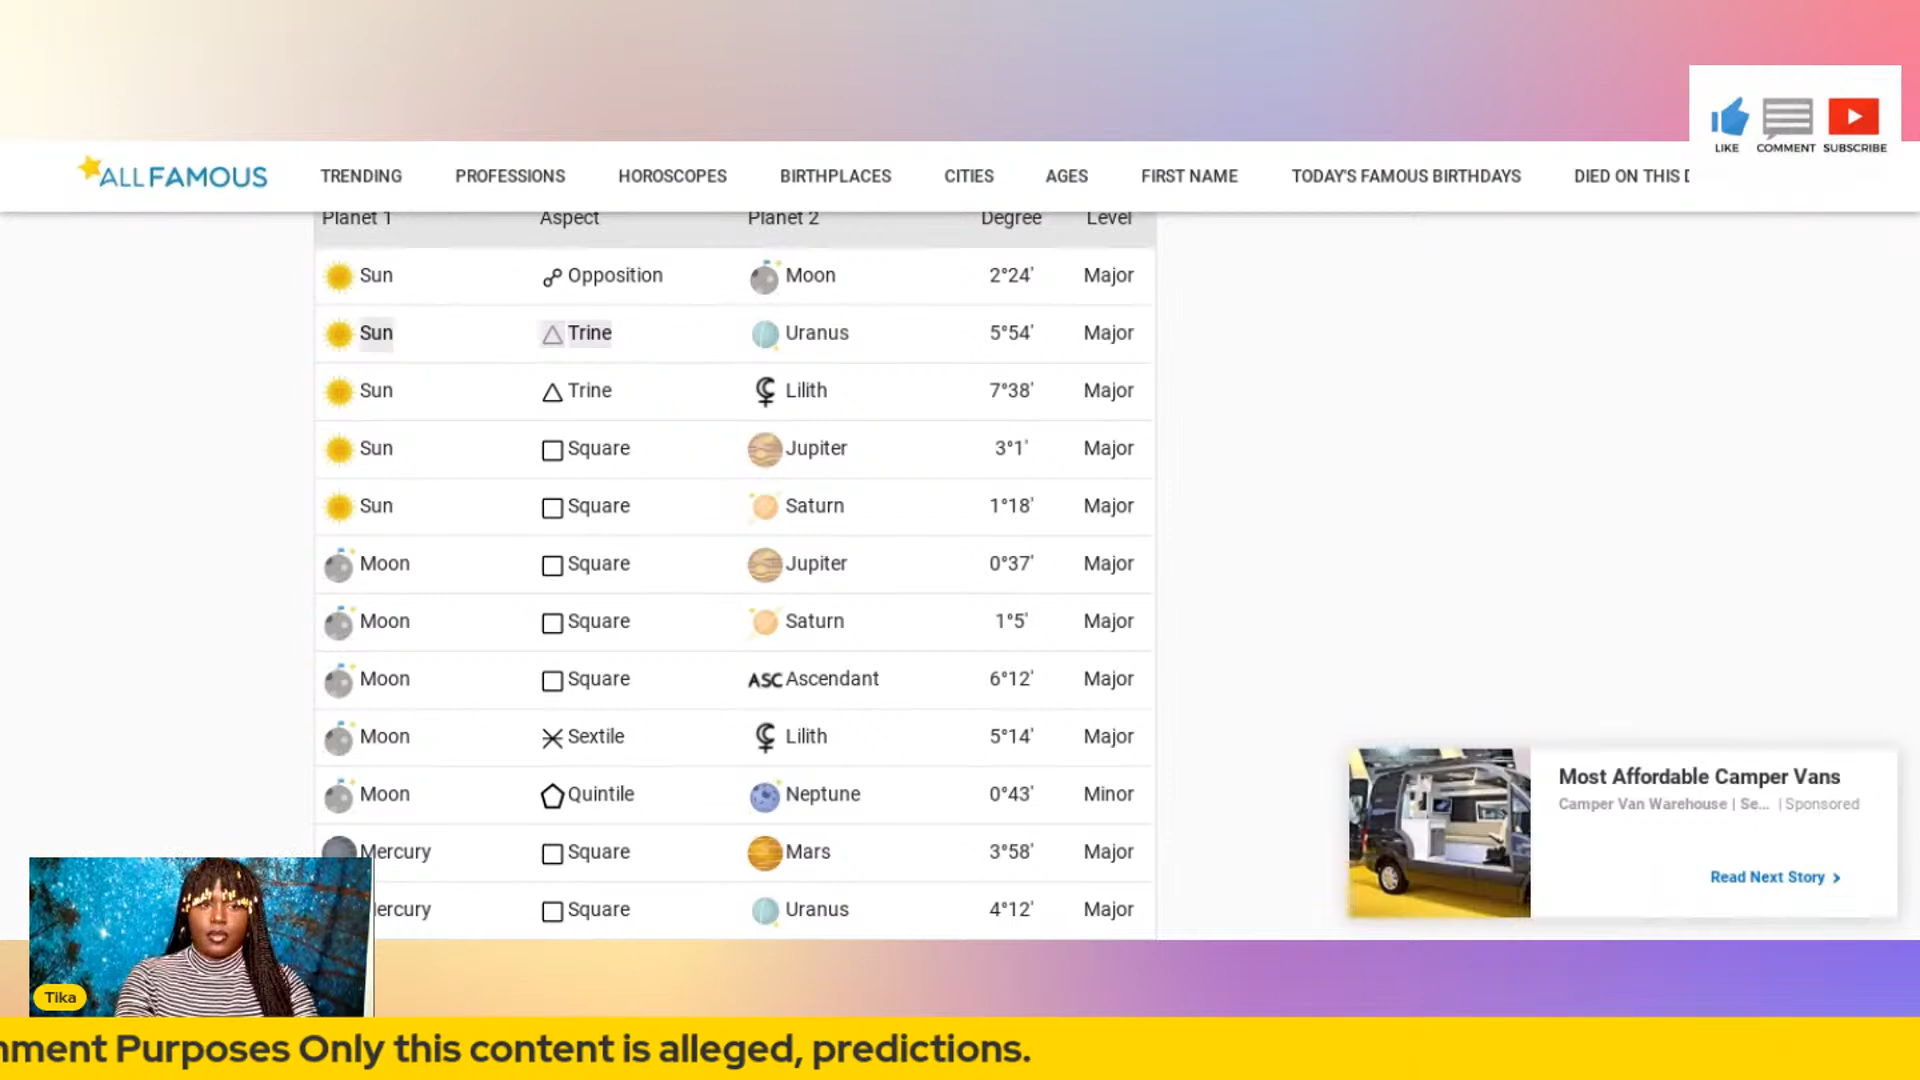 LIKE COMMENT SUBSCRIBE
ALLFAMOUS TRENDING PROFESSIONS HOROSCOPES BIRTHPLACES CITIES AGES FIRST NAME TODAY'S FAMOUS BIRTHDAYS DIED ON THIS
Planet 1 Aspect Planet 2 Degree Level
Sun Opposition Moon 2°24' Major
Sun Trine Uranus 5°54' Major
Sun Trine Lilith 7°38' Major
Sun Square Jupiter 3°1' Major
Sun Square Saturn 1°18' Major
Moon Square Jupiter 0°37' Major
Moon Square Saturn 1°5' Major
Moon Square ASC Ascendant 6°12' Major
Moon Sextile Lilith 5°14' Major
Moon Quintile Neptune 0°43' Minor
Mercury Square Mars 3°58' Major
ercury Square Uranus 4°12' Major
Most Affordable Camper Vans
Camper Van Warehouse | Se... | Sponsored
Read Next Story
Tika
nment Purposes Only this content is alleged, predictions.